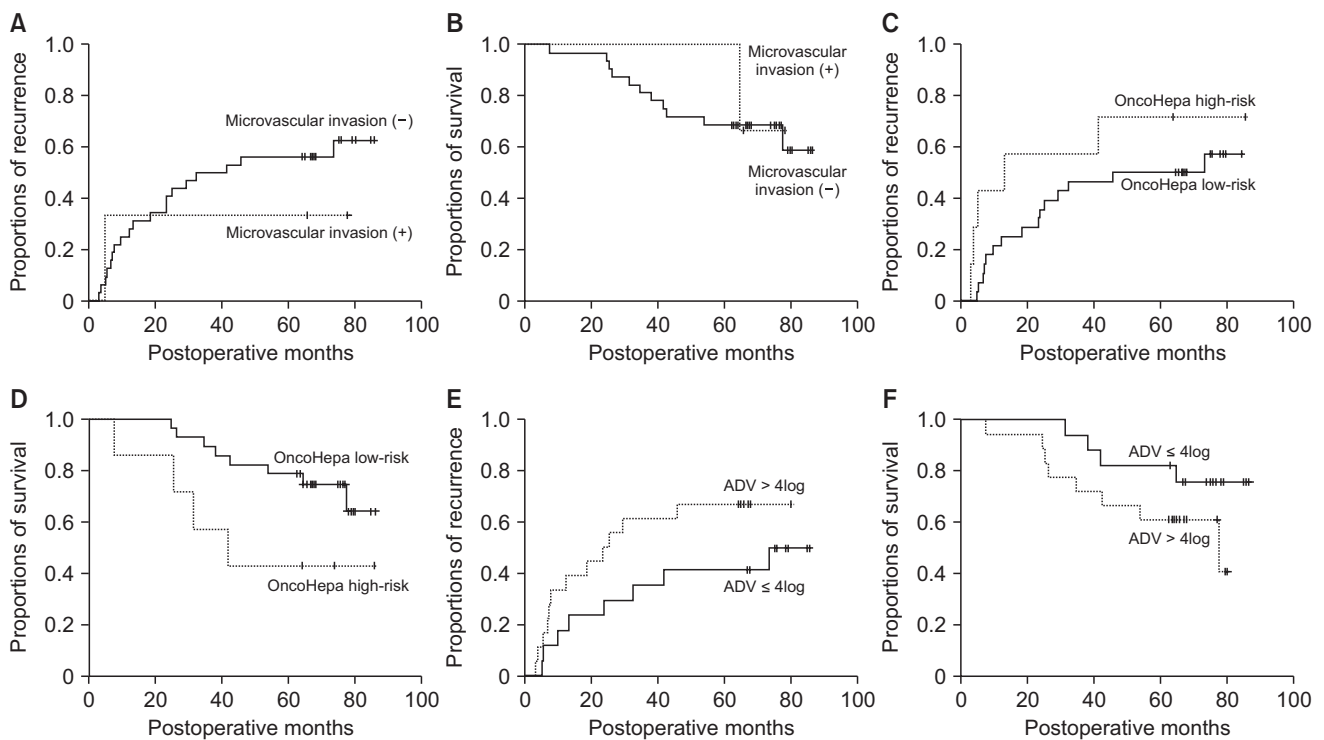 A
Proportions of recurrence
1.0
0.8
0.6
0.4
0.2
0
0 20 40 60 80 100
Postoperative months
Microvascular invasion (−)
Microvascular invasion (+)
B
Proportions of survival
1.0
0.8
0.6
0.4
0.2
0
0 20 40 60 80 100
Postoperative months
Microvascular
invasion (+)
Microvascular
invasion (−)
C
Proportions of recurrence
1.0
0.8
0.6
0.4
0.2
0
0 20 40 60 80 100
Postoperative months
OncoHepa high-risk
OncoHepa low-risk
D
Proportions of survival
1.0
0.8
0.6
0.4
0.2
0
0 20 40 60 80 100
Postoperative months
OncoHepa low-risk
OncoHepa high-risk
E
Proportions of recurrence
1.0
0.8
0.6
0.4
0.2
0
0 20 40 60 80 100
Postoperative months
ADV > 4log
ADV ≤ 4log
F
Proportions of survival
1.0
0.8
0.6
0.4
0.2
0
0 20 40 60 80 100
Postoperative months
ADV ≤ 4log
ADV > 4log